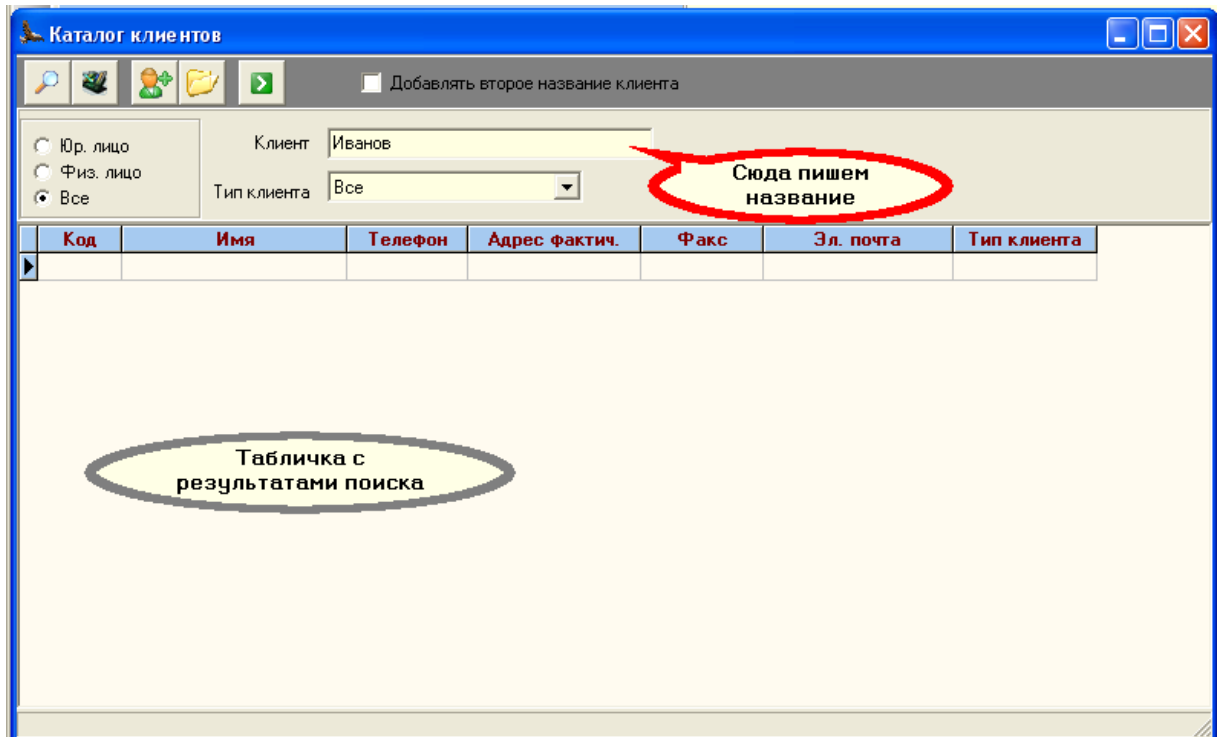 Каталог клиентов
Добавлять второе название клиента
Юр. лицо
Физ. лицо
Все
Клиент Иванов
Тип клиента Все
Сюда пишем
название
Код Имя Телефон Адрес фактич. Факс Эл. почта Тип клиента
Табличка с
результатами поиска